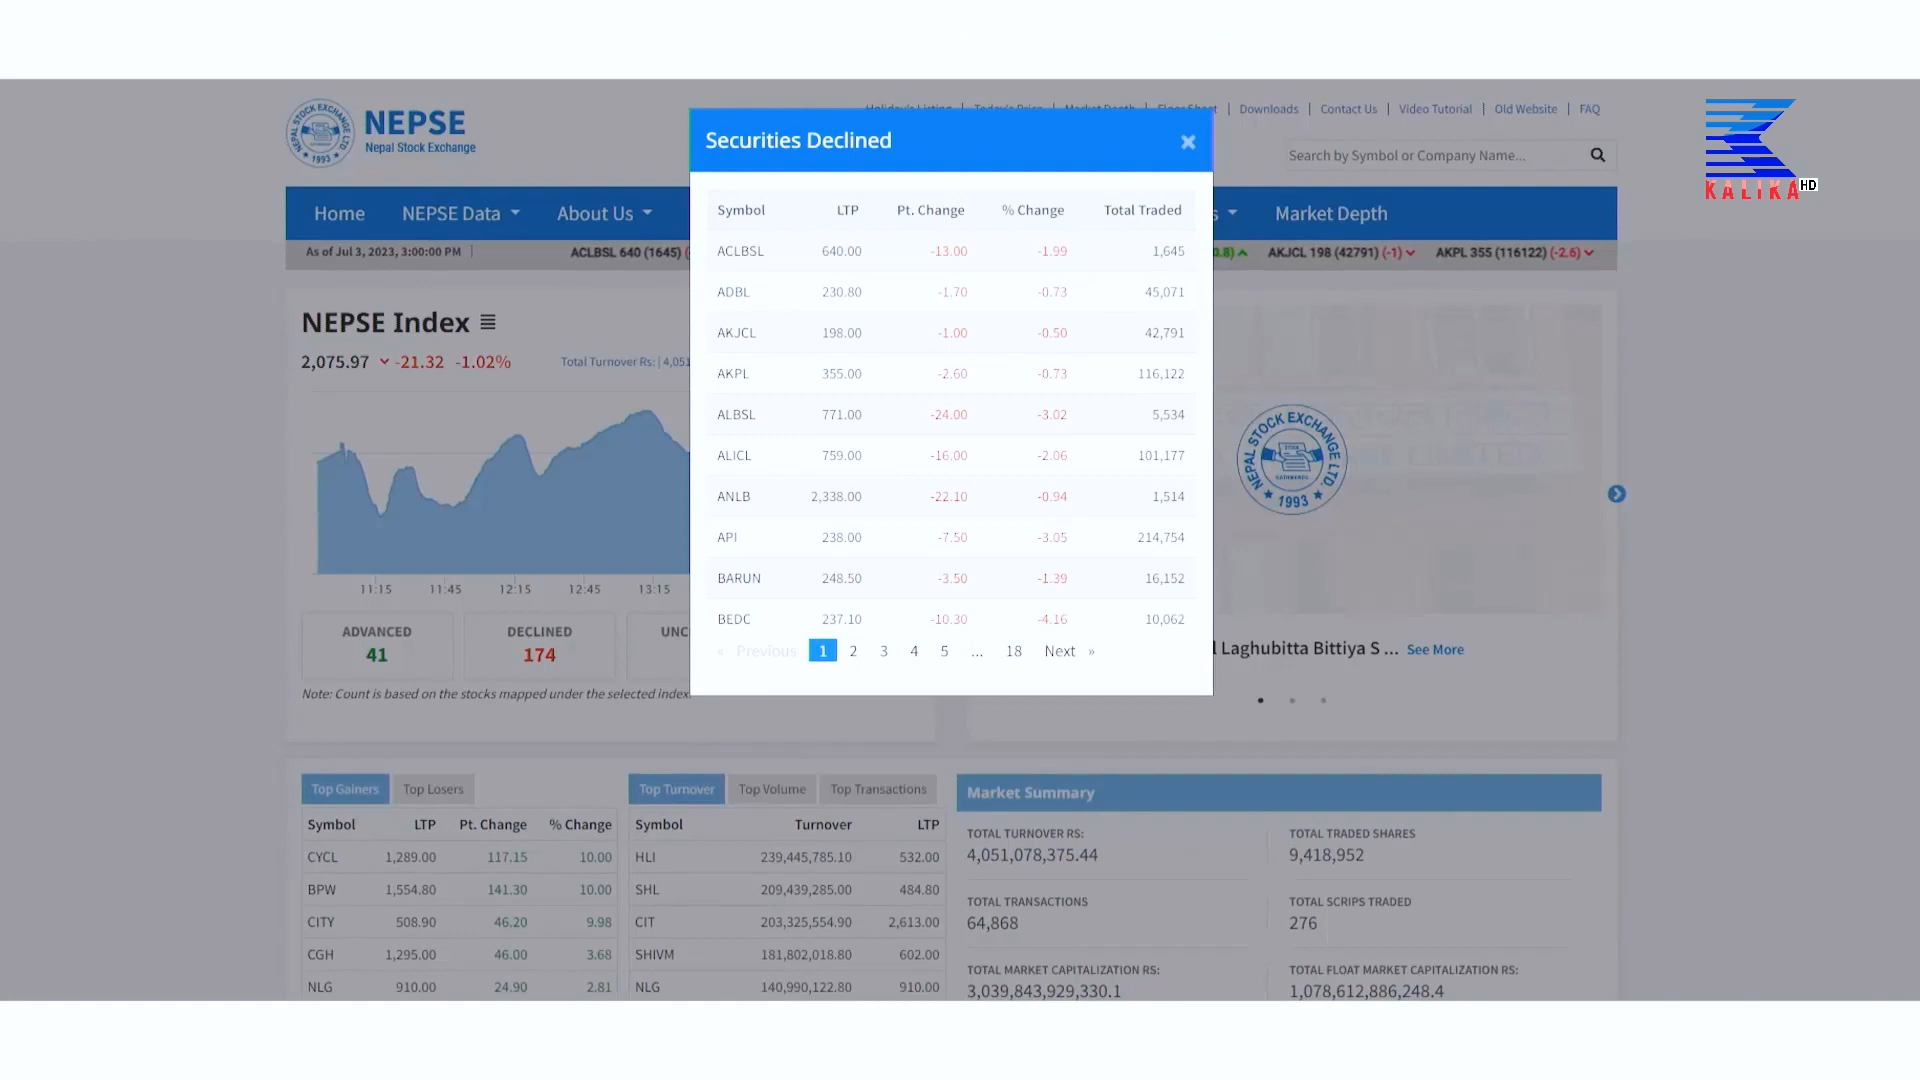 NEPSE
Nepal Stock Exchange
NEPAL STOCK EXCHANGE LTD.
1993
Downloads | Contact Us | Video Tutorial | Old Website | FAQ
Search by Symbol or Company Name...
KALIKA HD
Home NEPSE Data About Us Market Depth
As of Jul 3, 2023, 3:00:00 PM | ACLBSL 640 (1645) AKJCL 198 (42791) (-1) AKPL 355 (116122) (-2.6)
Securities Declined ×
Symbol LTP Pt. Change % Change Total Traded
ACLBSL 640.00 -13.00 -1.99 1,645
ADBL 230.80 -1.70 -0.73 45,071
AKJCL 198.00 -1.00 -0.50 42,791
AKPL 355.00 -2.60 -0.73 116,122
ALBSL 771.00 -24.00 -3.02 5,534
ALICL 759.00 -16.00 -2.06 101,177
ANLB 2,338.00 -22.10 -0.94 1,514
API 238.00 -7.50 -3.05 214,754
BARUN 248.50 -3.50 -1.39 16,152
BEDC 237.10 -10.30 -4.16 10,062
« Previous 1 2 3 4 5 ... 18 Next »
NEPSE Index
2,075.97 -21.32 -1.02% Total Turnover Rs: | 4,051
11:15 11:45 12:15 12:45 13:15
ADVANCED DECLINED UNC
41 174
Note: Count is based on the stocks mapped under the selected index.
NEPAL STOCK EXCHANGE LTD.
1993
Laghubitta Bittiya S ... See More
Top Gainers Top Losers
Symbol LTP Pt. Change % Change
CYCL 1,289.00 117.15 10.00
BPW 1,554.80 141.30 10.00
CITY 508.90 46.20 9.98
CGH 1,295.00 46.00 3.68
NLG 910.00 24.90 2.81
Top Turnover Top Volume Top Transactions
Symbol Turnover LTP
HLI 239,445,785.10 532.00
SHL 209,439,285.00 484.80
CIT 203,325,554.90 2,613.00
SHIVM 181,802,018.80 602.00
NLG 140,990,122.80 910.00
Market Summary
TOTAL TURNOVER RS: TOTAL TRADED SHARES
4,051,078,375.44 9,418,952
TOTAL TRANSACTIONS TOTAL SCRIPS TRADED
64,868 276
TOTAL MARKET CAPITALIZATION RS: TOTAL FLOAT MARKET CAPITALIZATION RS:
3,039,843,929,330.1 1,078,612,886,248.4